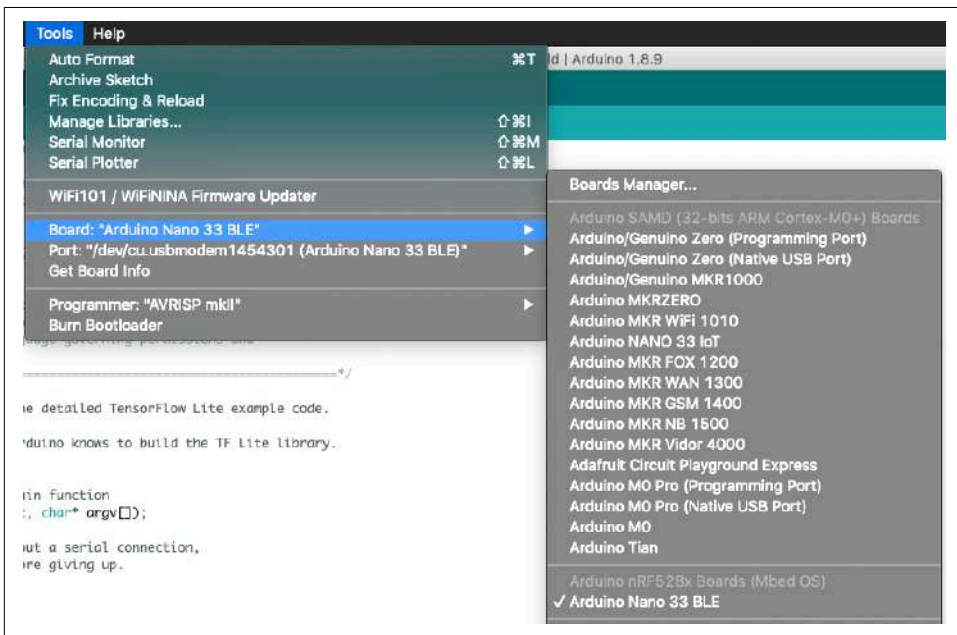 Tools Help
Auto Format ⌘T
Archive Sketch
Fix Encoding & Reload
Manage Libraries... ⇧⌘I
Serial Monitor ⇧⌘M
Serial Plotter ⇧⌘L
WiFi101 / WiFiNINA Firmware Updater
Board: "Arduino Nano 33 BLE"
Port: "/dev/cu.usbmodem1454301 (Arduino Nano 33 BLE)"
Get Board Info
Programmer: "AVRISP mkII"
Burn Bootloader
ld | Arduino 1.8.9
Boards Manager...
Arduino SAMD (32-bits ARM Cortex-M0+) Boards
Arduino/Genuino Zero (Programming Port)
Arduino/Genuino Zero (Native USB Port)
Arduino/Genuino MKR1000
Arduino MKRZERO
Arduino MKR WiFi 1010
Arduino NANO 33 IoT
Arduino MKR FOX 1200
Arduino MKR WAN 1300
Arduino MKR GSM 1400
Arduino MKR NB 1500
Arduino MKR Vidor 4000
Adafruit Circuit Playground Express
Arduino M0 Pro (Programming Port)
Arduino M0 Pro (Native USB Port)
Arduino M0
Arduino Tian
Arduino nRF528x Boards (Mbed OS)
✓ Arduino Nano 33 BLE
governing permissions and
=====================================*/
e detailed TensorFlow Lite example code.
rduino knows to build the TF Lite library.
in function
, char* argv[]);
ut a serial connection,
re giving up.